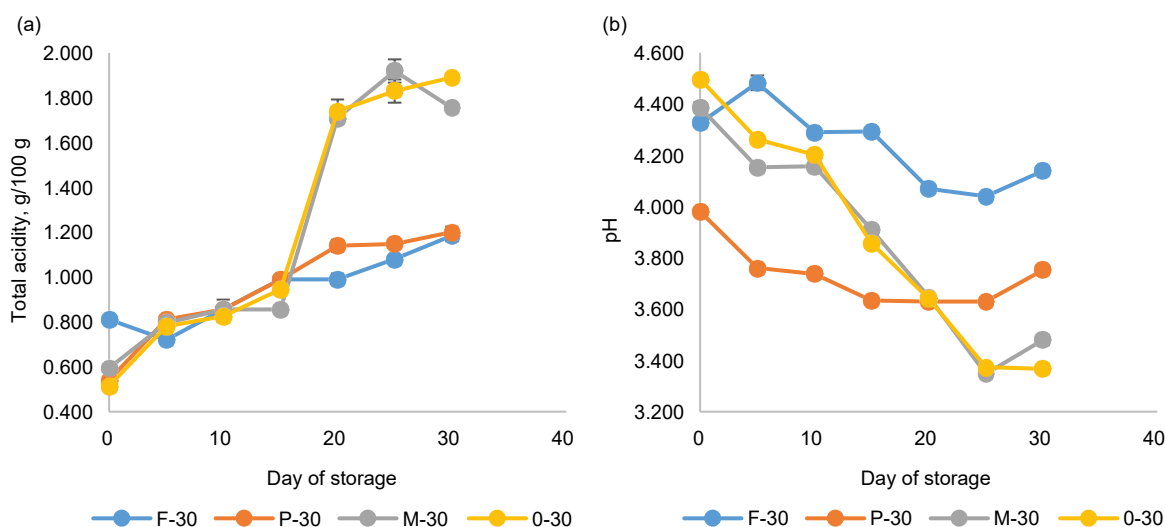 (a)
2.000
1.800
1.600
1.400
1.200
1.000
0.800
0.600
0.400
Total acidity, g/100 g
0 10 20 30 40
Day of storage
F-30 P-30 M-30 0-30
(b)
4.600
4.400
4.200
4.000
3.800
3.600
3.400
3.200
pH
0 10 20 30 40
Day of storage
F-30 P-30 M-30 0-30